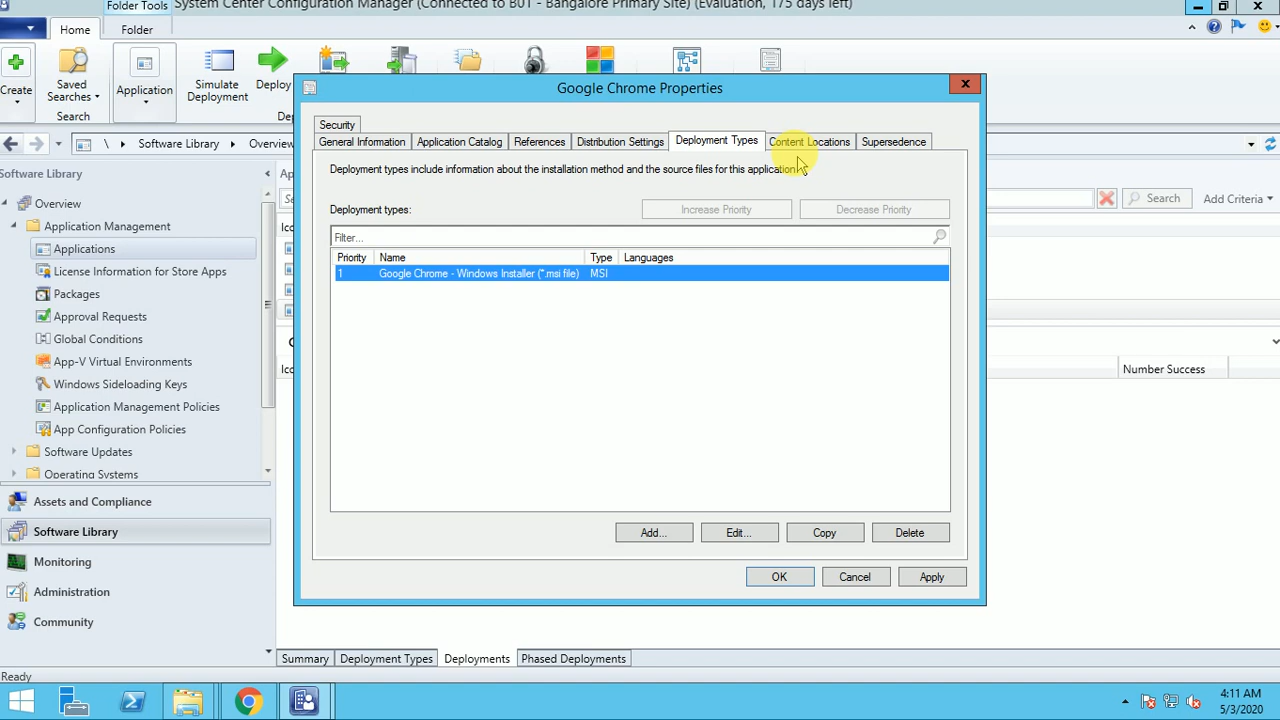 Folder Tools
System Center Configuration Manager (Connected to B01 - Bangalore Primary Site) (Evaluation, 175 days left)
Home
Folder
Create
Saved Searches
Search
Application
Simulate Deployment
Deploy
Google Chrome Properties
Security
General Information
Application Catalog
References
Distribution Settings
Deployment Types
Content Locations
Supersedence
Deployment types include information about the installation method and the source files for this application.
Deployment types:
Increase Priority
Decrease Priority
Filter...
Priority Name Type Languages
1 Google Chrome - Windows Installer (*.msi file) MSI
Add...
Edit...
Copy
Delete
OK
Cancel
Apply
Software Library
Overview
Search
Add Criteria
Software Library
Overview
Application Management
Applications
License Information for Store Apps
Packages
Approval Requests
Global Conditions
App-V Virtual Environments
Windows Sideloading Keys
Application Management Policies
App Configuration Policies
Software Updates
Operating Systems
Assets and Compliance
Software Library
Monitoring
Administration
Community
Number Success
Summary
Deployment Types
Deployments
Phased Deployments
Ready
4:11 AM
5/3/2020